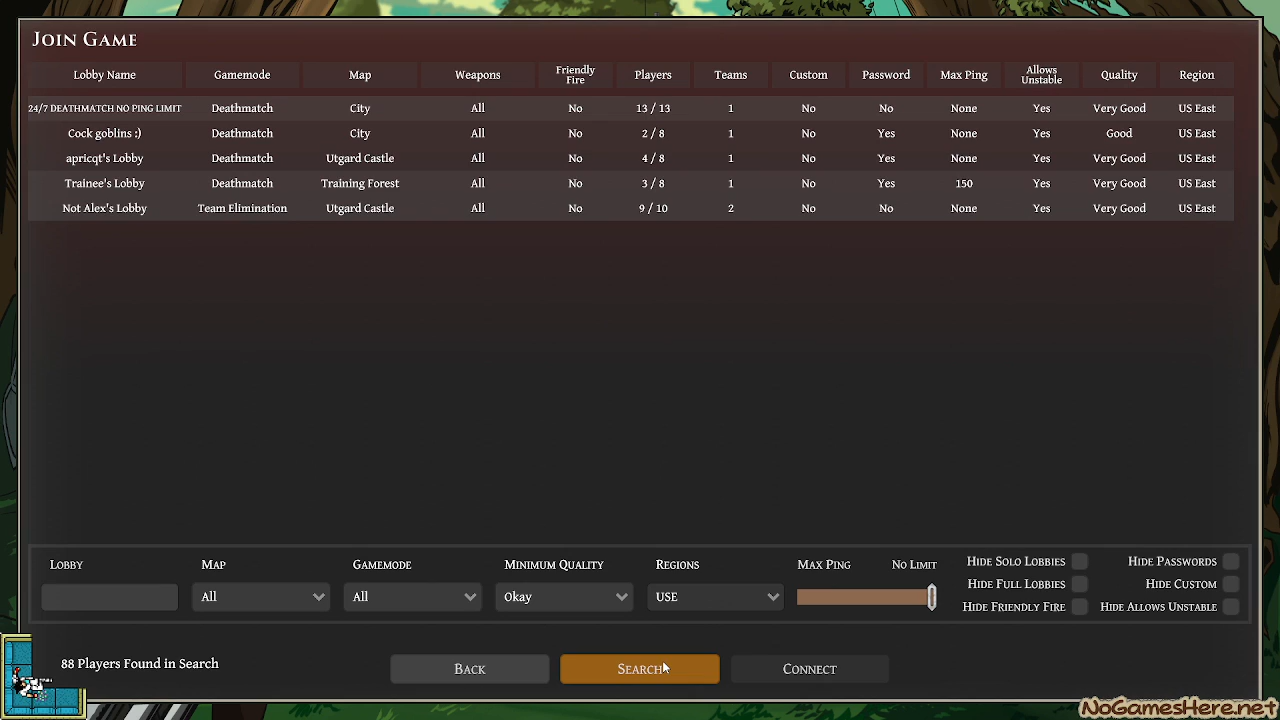 Join Game
Lobby Name Gamemode Map Weapons Friendly Fire Players Teams Custom Password Max Ping Allows Unstable Quality Region
24/7 DEATHMATCH NO PING LIMIT Deathmatch City All No 13 / 13 1 No No None Yes Very Good US East
Cock goblins :) Deathmatch City All No 2 / 8 1 No Yes None Yes Good US East
apricqt's Lobby Deathmatch Utgard Castle All No 4 / 8 1 No Yes None Yes Very Good US East
Trainee's Lobby Deathmatch Training Forest All No 3 / 8 1 No Yes 150 Yes Very Good US East
Not Alex's Lobby Team Elimination Utgard Castle All No 9 / 10 2 No No None Yes Very Good US East
Lobby Map Gamemode Minimum Quality Regions Max Ping No Limit Hide Solo Lobbies Hide Passwords
All All Okay USE Hide Full Lobbies Hide Custom
Hide Friendly Fire Hide Allows Unstable
88 Players Found in Search Back Search Connect
NoGamesHere.net